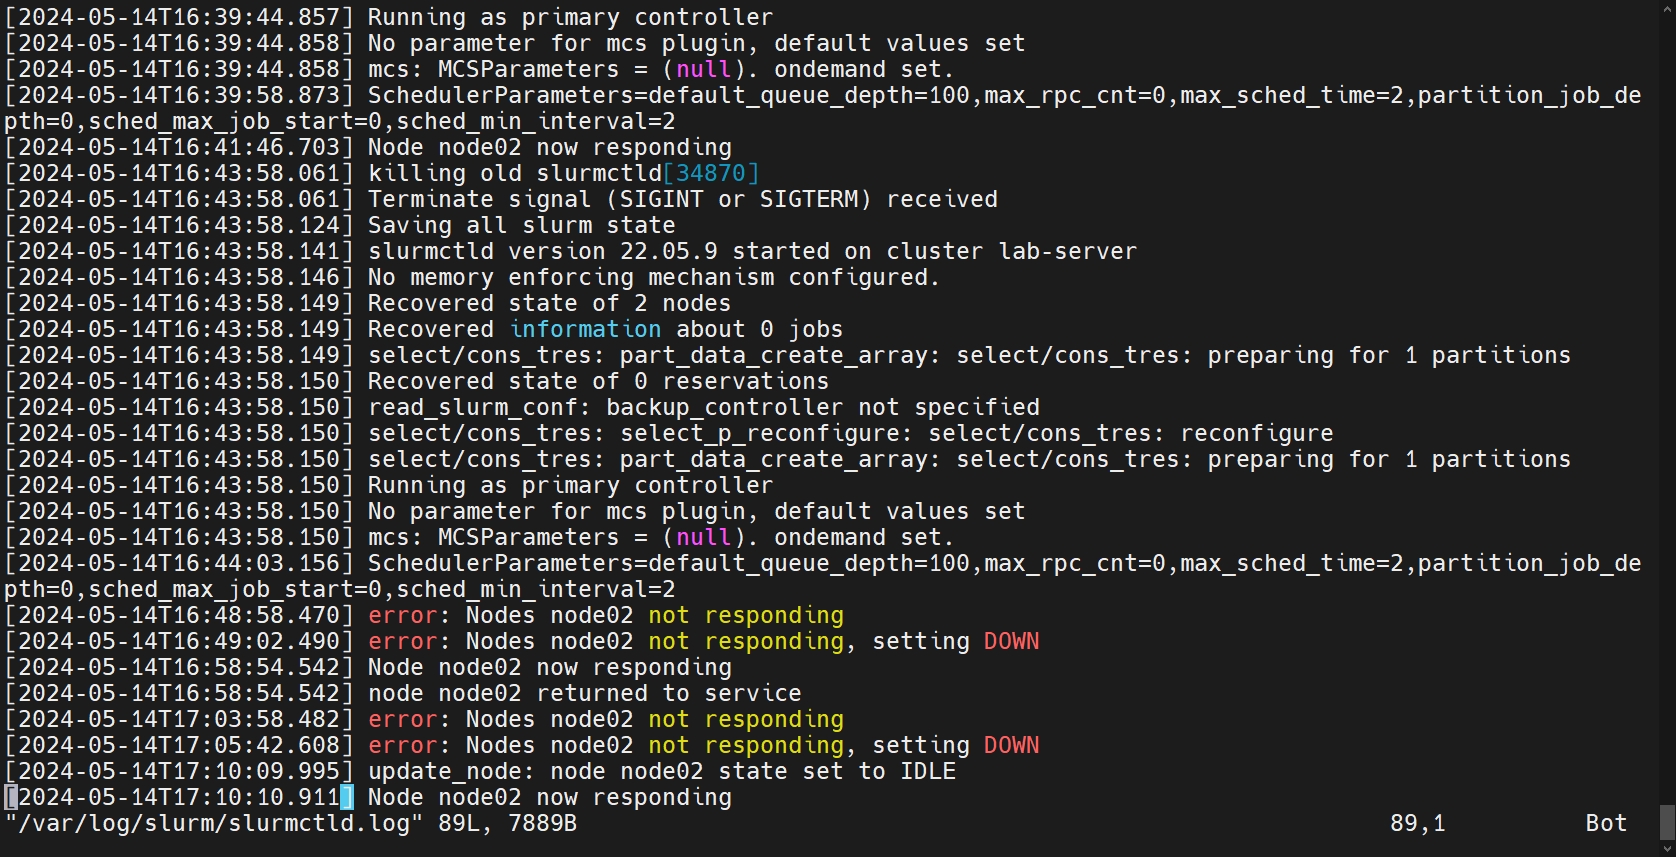 [2024-05-14T16:39:44.857] Running as primary controller
[2024-05-14T16:39:44.858] No parameter for mcs plugin, default values set
[2024-05-14T16:39:44.858] mcs: MCSParameters = (null). ondemand set.
[2024-05-14T16:39:58.873] SchedulerParameters=default_queue_depth=100,max_rpc_cnt=0,max_sched_time=2,partition_job_de
pth=0,sched_max_job_start=0,sched_min_interval=2
[2024-05-14T16:41:46.703] Node node02 now responding
[2024-05-14T16:43:58.061] killing old slurmctld[34870]
[2024-05-14T16:43:58.061] Terminate signal (SIGINT or SIGTERM) received
[2024-05-14T16:43:58.124] Saving all slurm state
[2024-05-14T16:43:58.141] slurmctld version 22.05.9 started on cluster lab-server
[2024-05-14T16:43:58.146] No memory enforcing mechanism configured.
[2024-05-14T16:43:58.149] Recovered state of 2 nodes
[2024-05-14T16:43:58.149] Recovered information about 0 jobs
[2024-05-14T16:43:58.149] select/cons_tres: part_data_create_array: select/cons_tres: preparing for 1 partitions
[2024-05-14T16:43:58.150] Recovered state of 0 reservations
[2024-05-14T16:43:58.150] read_slurm_conf: backup_controller not specified
[2024-05-14T16:43:58.150] select/cons_tres: select_p_reconfigure: select/cons_tres: reconfigure
[2024-05-14T16:43:58.150] select/cons_tres: part_data_create_array: select/cons_tres: preparing for 1 partitions
[2024-05-14T16:43:58.150] Running as primary controller
[2024-05-14T16:43:58.150] No parameter for mcs plugin, default values set
[2024-05-14T16:43:58.150] mcs: MCSParameters = (null). ondemand set.
[2024-05-14T16:44:03.156] SchedulerParameters=default_queue_depth=100,max_rpc_cnt=0,max_sched_time=2,partition_job_de
pth=0,sched_max_job_start=0,sched_min_interval=2
[2024-05-14T16:48:58.470] error: Nodes node02 not responding
[2024-05-14T16:49:02.490] error: Nodes node02 not responding, setting DOWN
[2024-05-14T16:58:54.542] Node node02 now responding
[2024-05-14T16:58:54.542] node node02 returned to service
[2024-05-14T17:03:58.482] error: Nodes node02 not responding
[2024-05-14T17:05:42.608] error: Nodes node02 not responding, setting DOWN
[2024-05-14T17:10:09.995] update_node: node node02 state set to IDLE
[2024-05-14T17:10:10.911] Node node02 now responding
"/var/log/slurm/slurmctld.log" 89L, 7889B 89,1 Bot